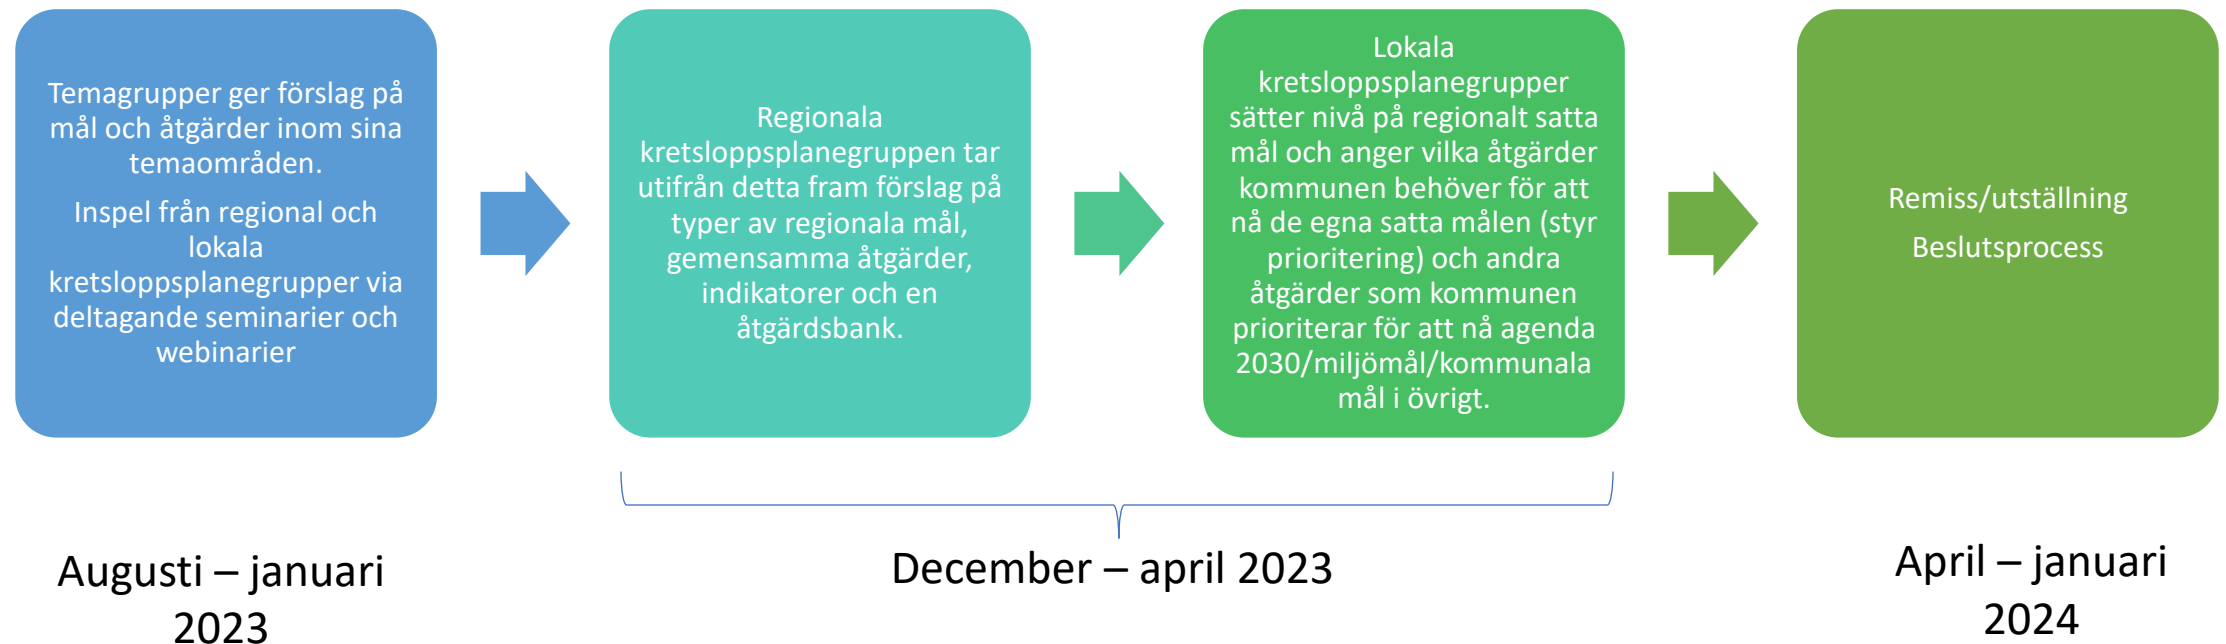 Temagrupper ger förslag på
mål och åtgärder inom sina
temaområden.
Inspel från regional och
lokala
kretsloppsplanegrupper via
deltagande seminarier och
webinarier
Regionala
kretsloppsplanegruppen tar
utifrån detta fram förslag på
typer av regionala mål,
gemensamma åtgärder,
indikatorer och en
åtgärdsbank.
Lokala
kretsloppsplanegrupper
sätter nivå på regionalt satta
mål och anger vilka åtgärder
kommunen behöver för att
nå de egna satta målen (styr
prioritering) och andra
åtgärder som kommunen
prioriterar för att nå agenda
2030/miljömål/kommunala
mål i övrigt.
Remiss/utställning
Beslutsprocess
Augusti – januari
2023
December – april 2023
April – januari
2024